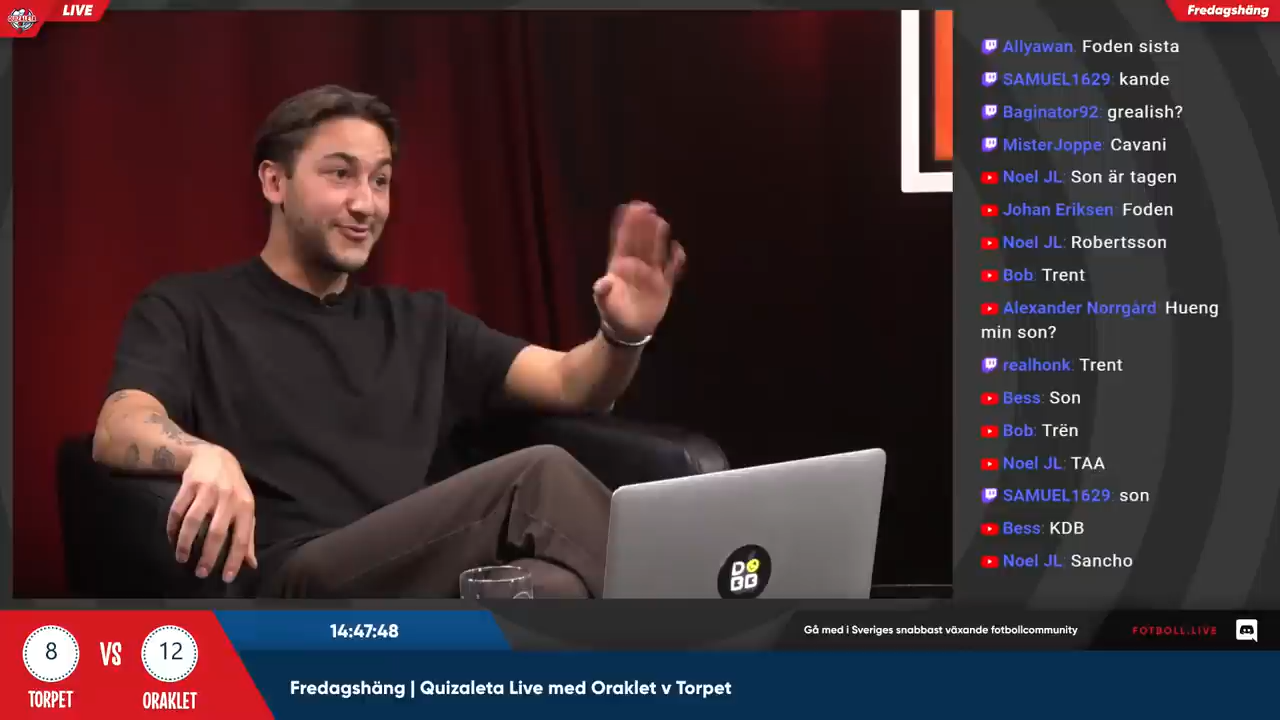 QUIZALETA
LIVE
Fredagshäng
Allyawan: Foden sista
SAMUEL1629: kande
Baginator92: grealish?
MisterJoppe: Cavani
Noel JL: Son är tagen
Johan Eriksen: Foden
Noel JL: Robertsson
Bob: Trent
Alexander Norrgård: Hueng
min son?
realhonk: Trent
Bess: Son
Bob: Trën
Noel JL: TAA
SAMUEL1629: son
Bess: KDB
Noel JL: Sancho
D
BB
8 VS 12
TORPET ORAKLET
14:47:48
Gå med i Sveriges snabbast växande fotbollcommunity
FOTBOLL.LIVE
Fredagshäng | Quizaleta Live med Oraklet v Torpet